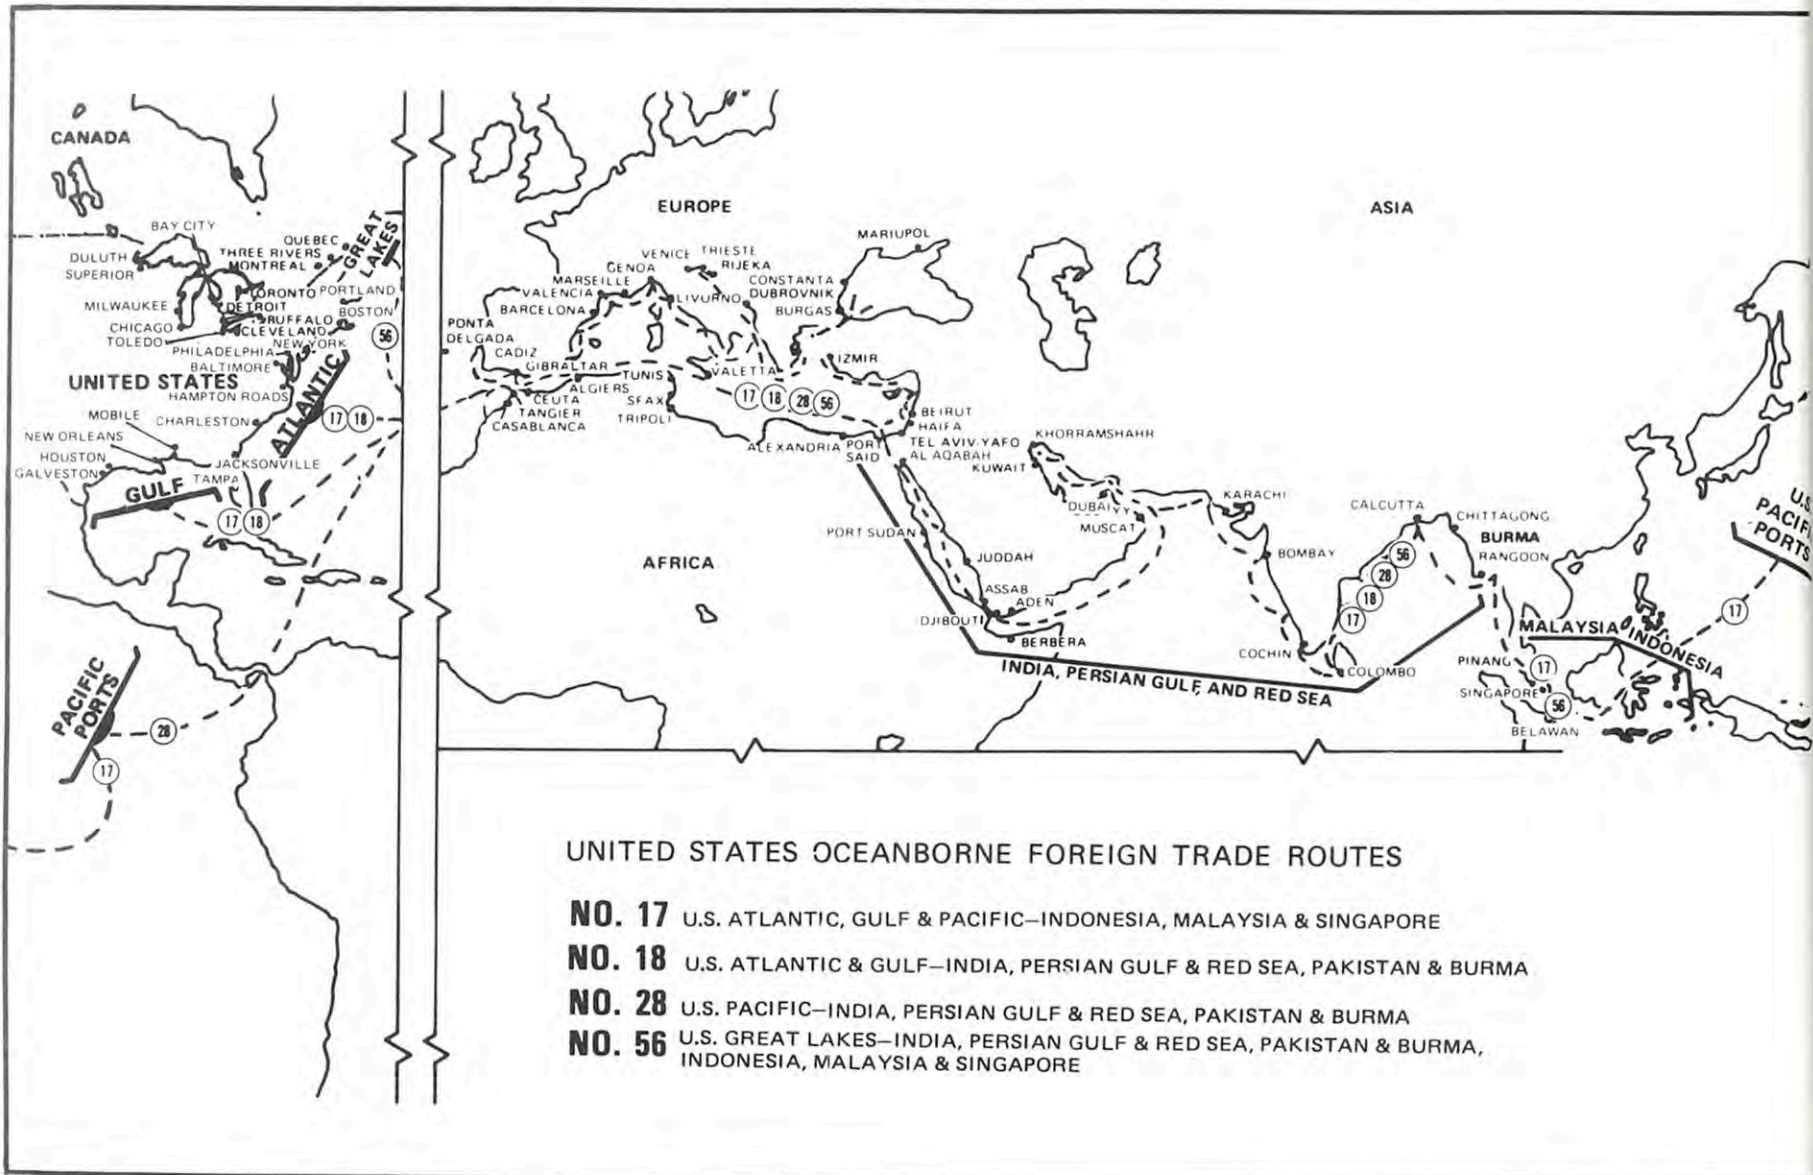 CANADA
BAY CITY
QUEBEC
GREAT
LAKES
DULUTH
THREE RIVERS
SUPERIOR
MONTREAL
TORONTO
PORTLAND
MILWAUKEE
DETROIT
BOSTON
CHICAGO
BUFFALO
TOLEDO
CLEVELAND
56
PHILADELPHIA
NEW YORK
BALTIMORE
UNITED STATES
HAMPTON ROADS
ATLANTIC
MOBILE
CHARLESTON
17 18
NEW ORLEANS
HOUSTON
JACKSONVILLE
GALVESTON
TAMPA
GULF
17 18
PACIFIC
PORTS
28
17
EUROPE
ASIA
MARIUPOL
VENICE TRIESTE
GENOA
RIJEKA
MARSEILLE
CONSTANTA
VALENCIA
LIVURNO
DUBROVNIK
BARCELONA
BURGAS
PONTA
DELGADA
CADIZ
GIBRALTAR
TUNIS
VALETTA
IZMIR
ALGIERS
CEUTA
SFAX
17 18 28 56
TANGIER
TRIPOLI
BEIRUT
CASABLANCA
HAIFA
ALEXANDRIA
PORT
SAID
TEL AVIV-YAFO
AL AQABAH
KHORRAMSHAHR
KUWAIT
DUBAIYY
MUSCAT
KARACHI
CALCUTTA
CHITTAGONG
PORT SUDAN
BURMA
RANGOON
AFRICA
JUDDAH
BOMBAY
56
28
18
17
ASSAB
ADEN
DJIBOUTI
BERBERA
COCHIN
COLOMBO
INDIA, PERSIAN GULF, AND RED SEA
U.S.
PORTS
17
MALAYSIA INDONESIA
PINANG
17
SINGAPORE
56
BELAWAN
UNITED STATES OCEANBORNE FOREIGN TRADE ROUTES
NO. 17 U.S. ATLANTIC, GULF & PACIFIC–INDONESIA, MALAYSIA & SINGAPORE
NO. 18 U.S. ATLANTIC & GULF–INDIA, PERSIAN GULF & RED SEA, PAKISTAN & BURMA
NO. 28 U.S. PACIFIC–INDIA, PERSIAN GULF & RED SEA, PAKISTAN & BURMA
NO. 56 U.S. GREAT LAKES–INDIA, PERSIAN GULF & RED SEA, PAKISTAN & BURMA,
INDONESIA, MALAYSIA & SINGAPORE